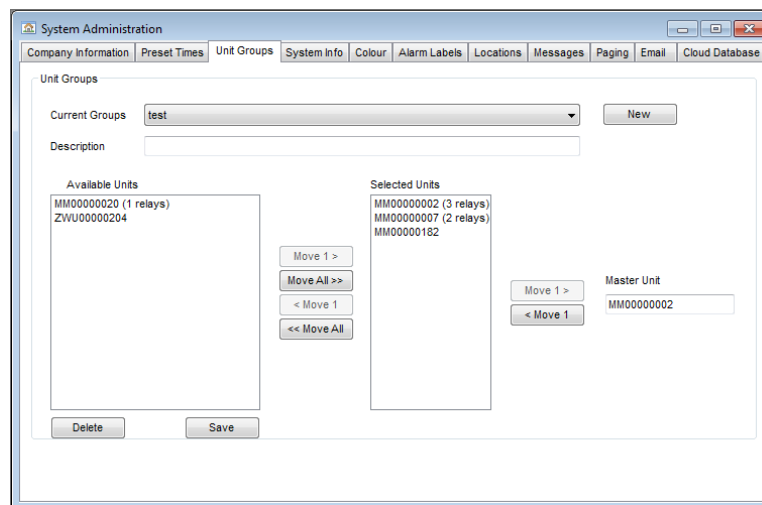 System Administration
Company Information Preset Times Unit Groups System Info Colour Alarm Labels Locations Messages Paging Email Cloud Database
Unit Groups
Current Groups test New
Description
Available Units Selected Units
MM00000020 (1 relays) MM00000002 (3 relays)
ZWU00000204 MM00000007 (2 relays)
MM00000182
Move 1 >
Move All >> Move 1 > Master Unit
< Move 1 MM00000002
<< Move All < Move 1
Delete Save